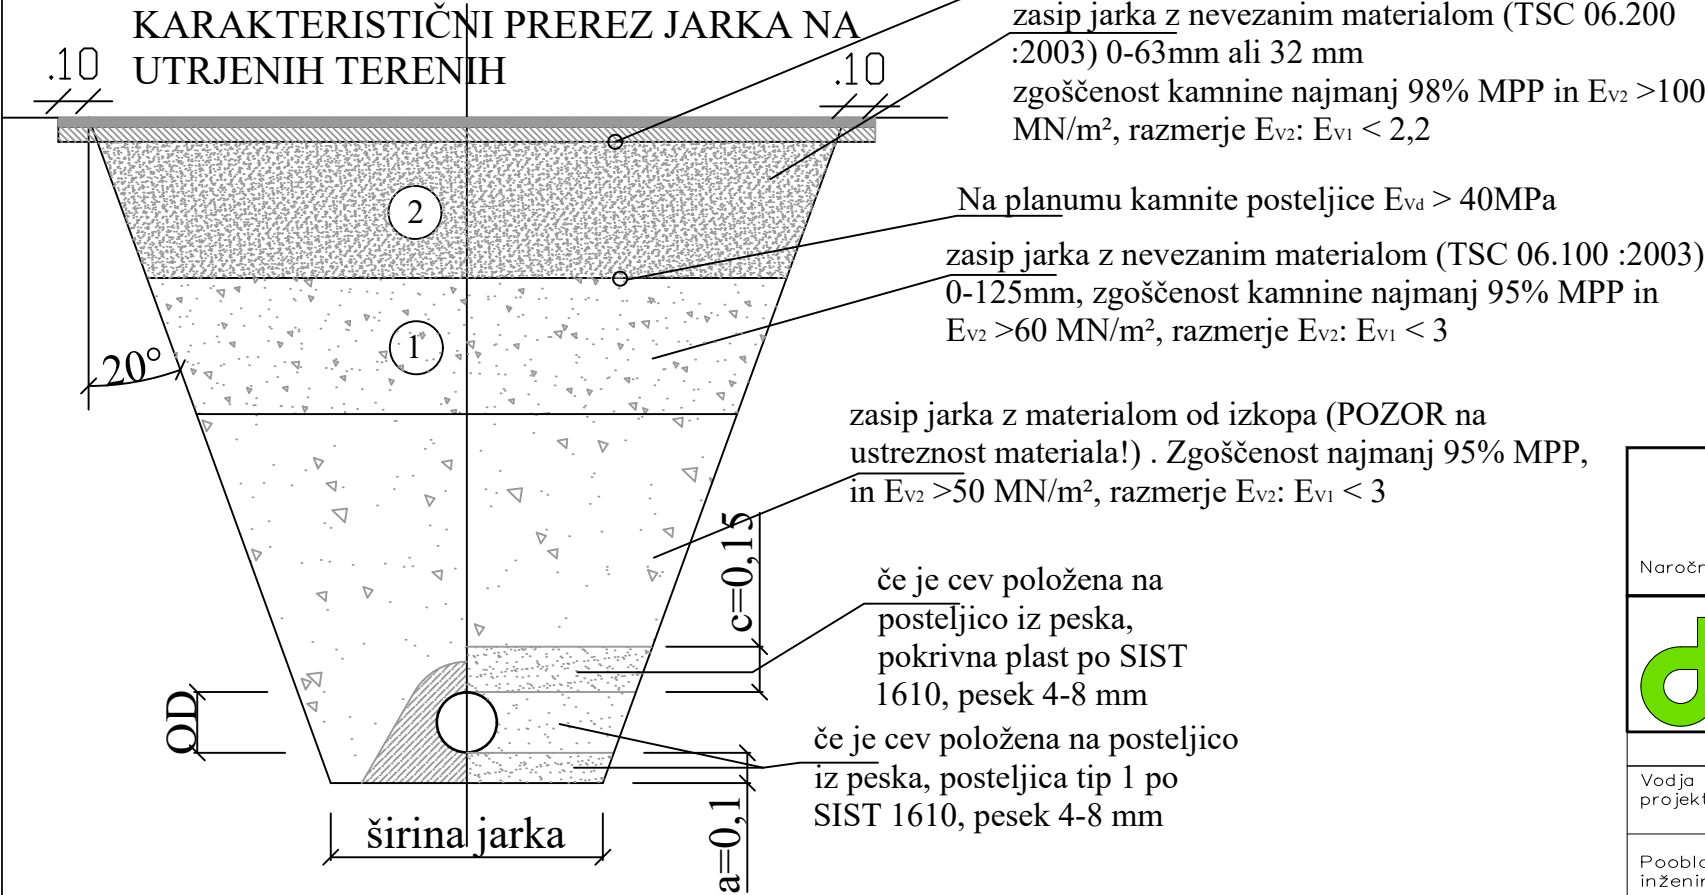 KARAKTERISTIČNI PREREZ JARKA NA
UTRJENIH TERENIH
.10
.10
zasip jarka z nevezanim materialom (TSC 06.200
:2003) 0-63mm ali 32 mm
zgoščenost kamnine najmanj 98% MPP in EV2 >100
MN/m², razmerje EV2: EV1 < 2,2
2
Na planumu kamnite posteljice EVd > 40MPa
zasip jarka z nevezanim materialom (TSC 06.100 :2003)
0-125mm, zgoščenost kamnine najmanj 95% MPP in
EV2 >60 MN/m², razmerje EV2: EV1 < 3
1
20°
zasip jarka z materialom od izkopa (POZOR na
ustreznost materiala!) . Zgoščenost najmanj 95% MPP,
in EV2 >50 MN/m², razmerje EV2: EV1 < 3
c=0,15
če je cev položena na
posteljico iz peska,
pokrivna plast po SIST
1610, pesek 4-8 mm
OD
če je cev položena na posteljico
iz peska, posteljica tip 1 po
SIST 1610, pesek 4-8 mm
širina jarka
a=0,1
Vodja